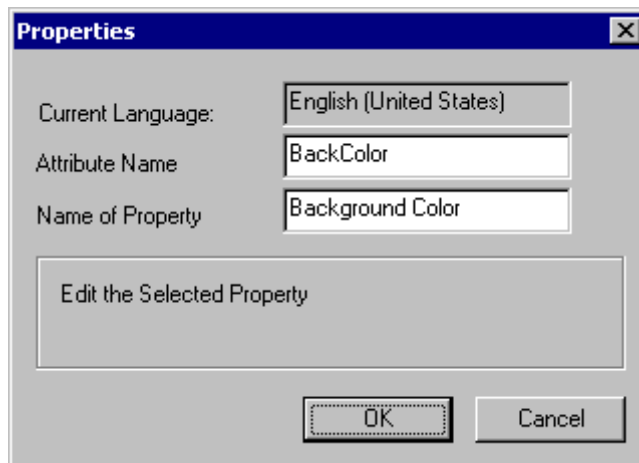 Properties
Current Language: English (United States)
Attribute Name BackColor
Name of Property Background Color
Edit the Selected Property
OK Cancel